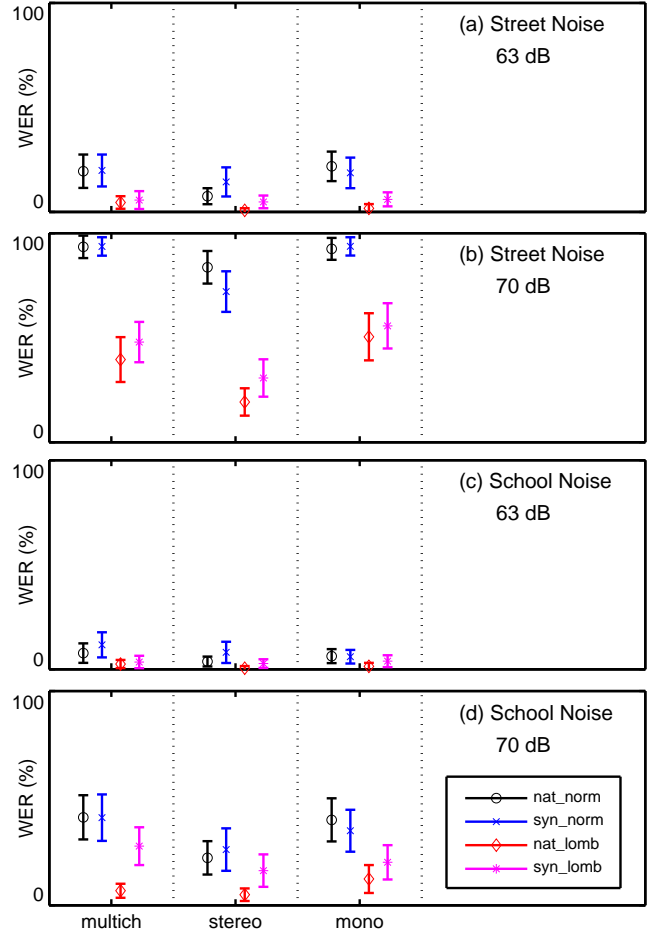 100
(a) Street Noise
63 dB
WER (%)
0
100
(b) Street Noise
70 dB
WER (%)
0
100
(c) School Noise
63 dB
WER (%)
0
100
(d) School Noise
70 dB
WER (%)
nat_norm
syn_norm
nat_lomb
syn_lomb
0
multich stereo mono